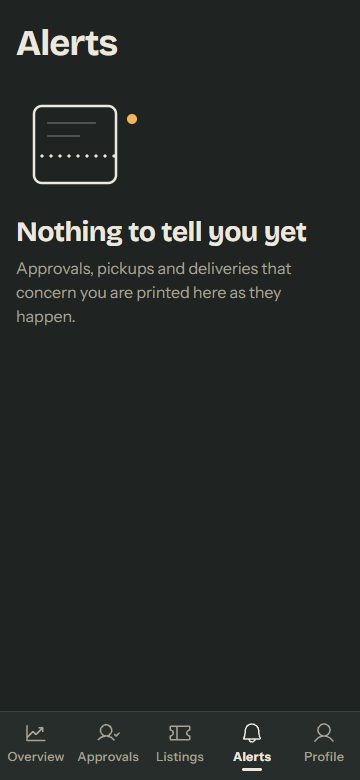 Alerts
Nothing to tell you yet
Approvals, pickups and deliveries that
concern you are printed here as they
happen.
Overview
Approvals
Listings
Alerts
Profile